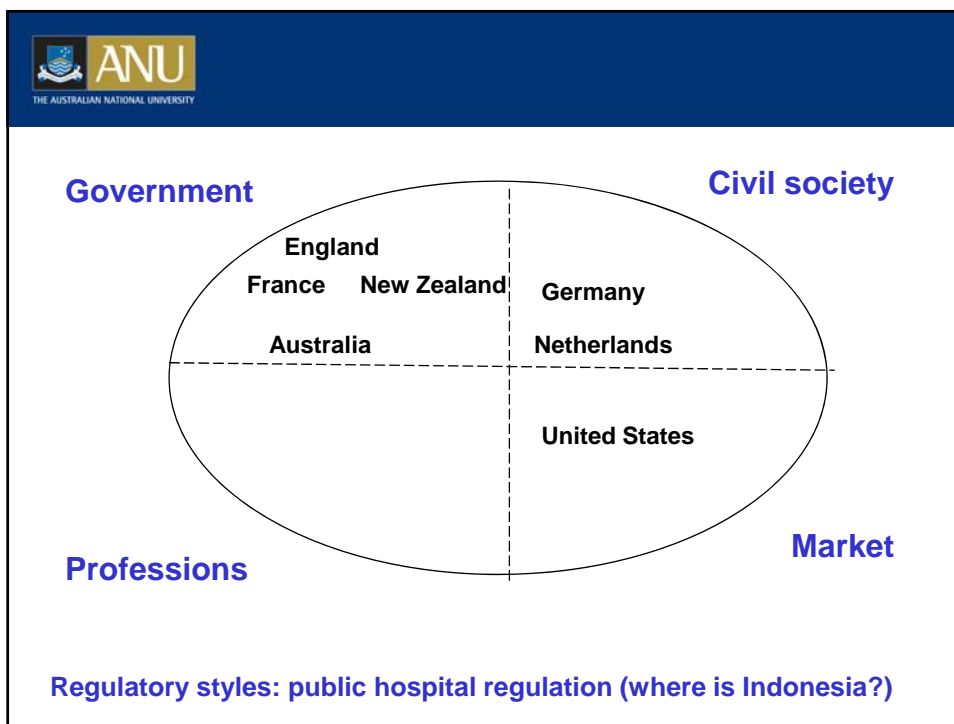 ANU
THE AUSTRALIAN NATIONAL UNIVERSITY
Government
Civil society
England
France
New Zealand
Germany
Australia
Netherlands
United States
Professions
Market
Regulatory styles: public hospital regulation (where is Indonesia?)